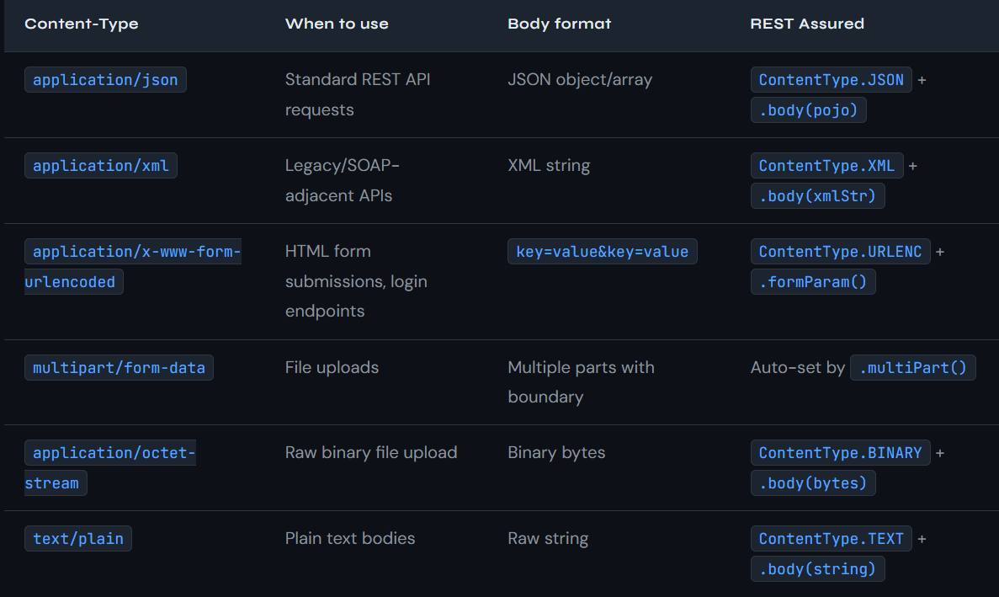 Content-Type When to use Body format REST Assured
application/json Standard REST API JSON object/array ContentType.JSON +
requests .body(pojo)
application/xml Legacy/SOAP- XML string ContentType.XML +
adjacent APIs .body(xmlStr)
application/x-www-form- HTML form key=value&key=value ContentType.URLENC +
urlencoded submissions, login .formParam()
endpoints
multipart/form-data File uploads Multiple parts with Auto-set by .multiPart()
boundary
application/octet- Raw binary file upload Binary bytes ContentType.BINARY +
stream .body(bytes)
text/plain Plain text bodies Raw string ContentType.TEXT +
.body(string)